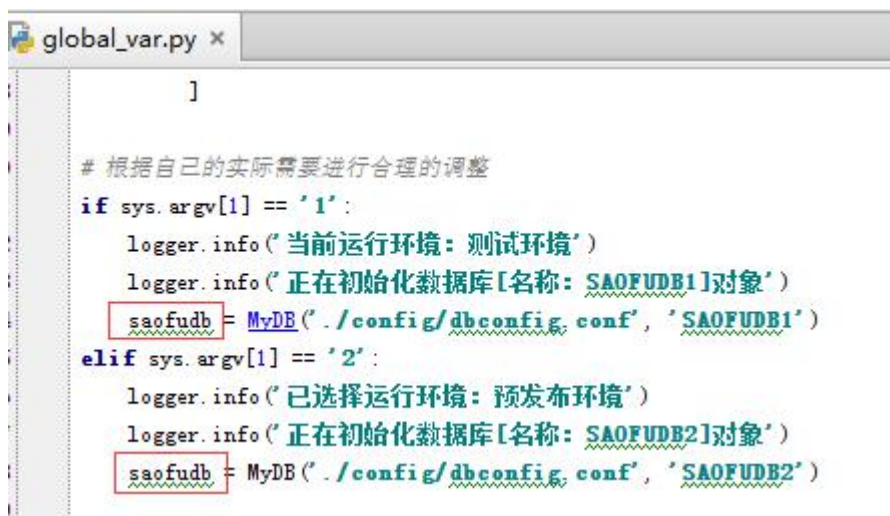 global_var.py ×
]
# 根据自己的实际需要进行合理的调整
if sys.argv[1] == '1':
logger.info('当前运行环境：测试环境')
logger.info('正在初始化数据库[名称：SAOFUDB1]对象')
saofudb = MyDB('./config/dbconfig.conf', 'SAOFUDB1')
elif sys.argv[1] == '2':
logger.info('已选择运行环境：预发布环境')
logger.info('正在初始化数据库[名称：SAOFUDB2]对象')
saofudb = MyDB('./config/dbconfig.conf', 'SAOFUDB2')